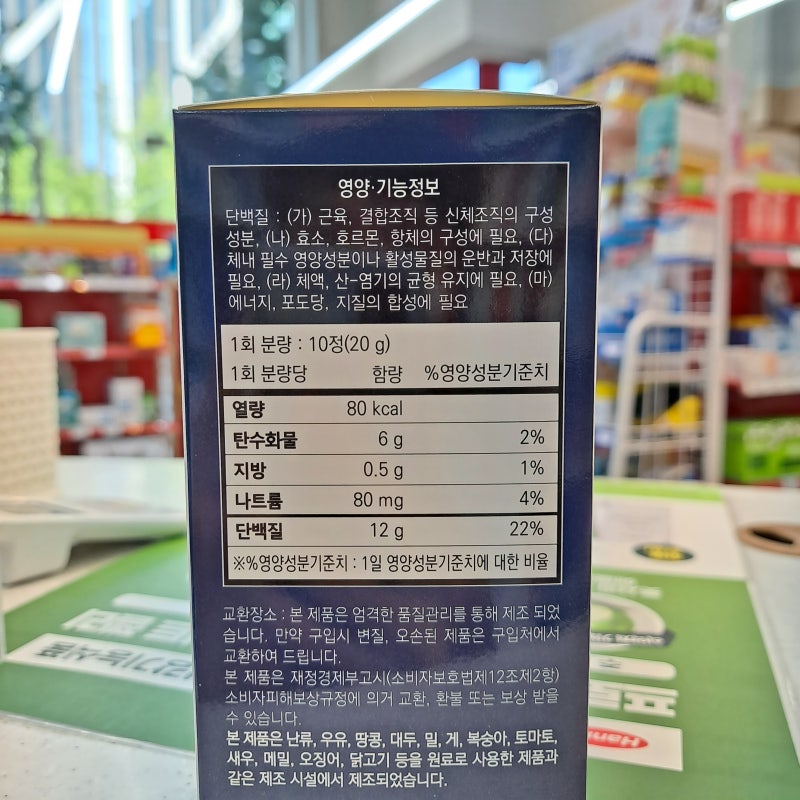 영양·기능정보
단백질 : (가) 근육, 결합조직 등 신체조직의 구성
성분, (나) 효소, 호르몬, 항체의 구성에 필요, (다)
체내 필수 영양성분이나 활성물질의 운반과 저장에
필요, (라) 체액, 산-염기의 균형 유지에 필요, (마)
에너지, 포도당, 지질의 합성에 필요
1회 분량 : 10정(20 g)
1회 분량당 함량 %영양성분기준치
열량 80 kcal
탄수화물 6 g 2%
지방 0.5 g 1%
나트륨 80 mg 4%
단백질 12 g 22%
※%영양성분기준치 : 1일 영양성분기준치에 대한 비율
교환장소 : 본 제품은 엄격한 품질관리를 통해 제조 되었
습니다. 만약 구입시 변질, 오손된 제품은 구입처에서
교환하여 드립니다.
본 제품은 재정경제부고시(소비자보호법제12조제2항)
소비자피해보상규정에 의거 교환, 환불 또는 보상 받을
수 있습니다.
본 제품은 난류, 우유, 땅콩, 대두, 밀, 게, 복숭아, 토마토,
새우, 메밀, 오징어, 닭고기 등을 원료로 사용한 제품과
같은 제조 시설에서 제조되었습니다.